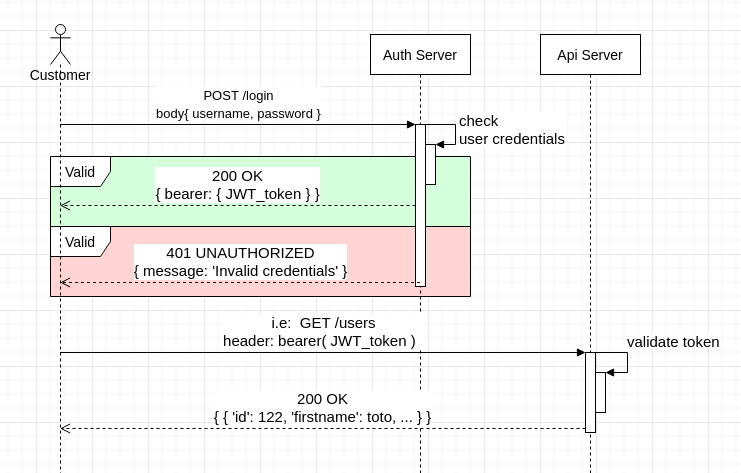 Customer
Auth Server
Api Server
POST /login
body{ username, password }
check
user credentials
Valid
200 OK
{ bearer: { JWT_token } }
Valid
401 UNAUTHORIZED
{ message: 'Invalid credentials' }
i.e:  GET /users
header: bearer( JWT_token )
validate token
200 OK
{ { 'id': 122, 'firstname': toto, ... } }